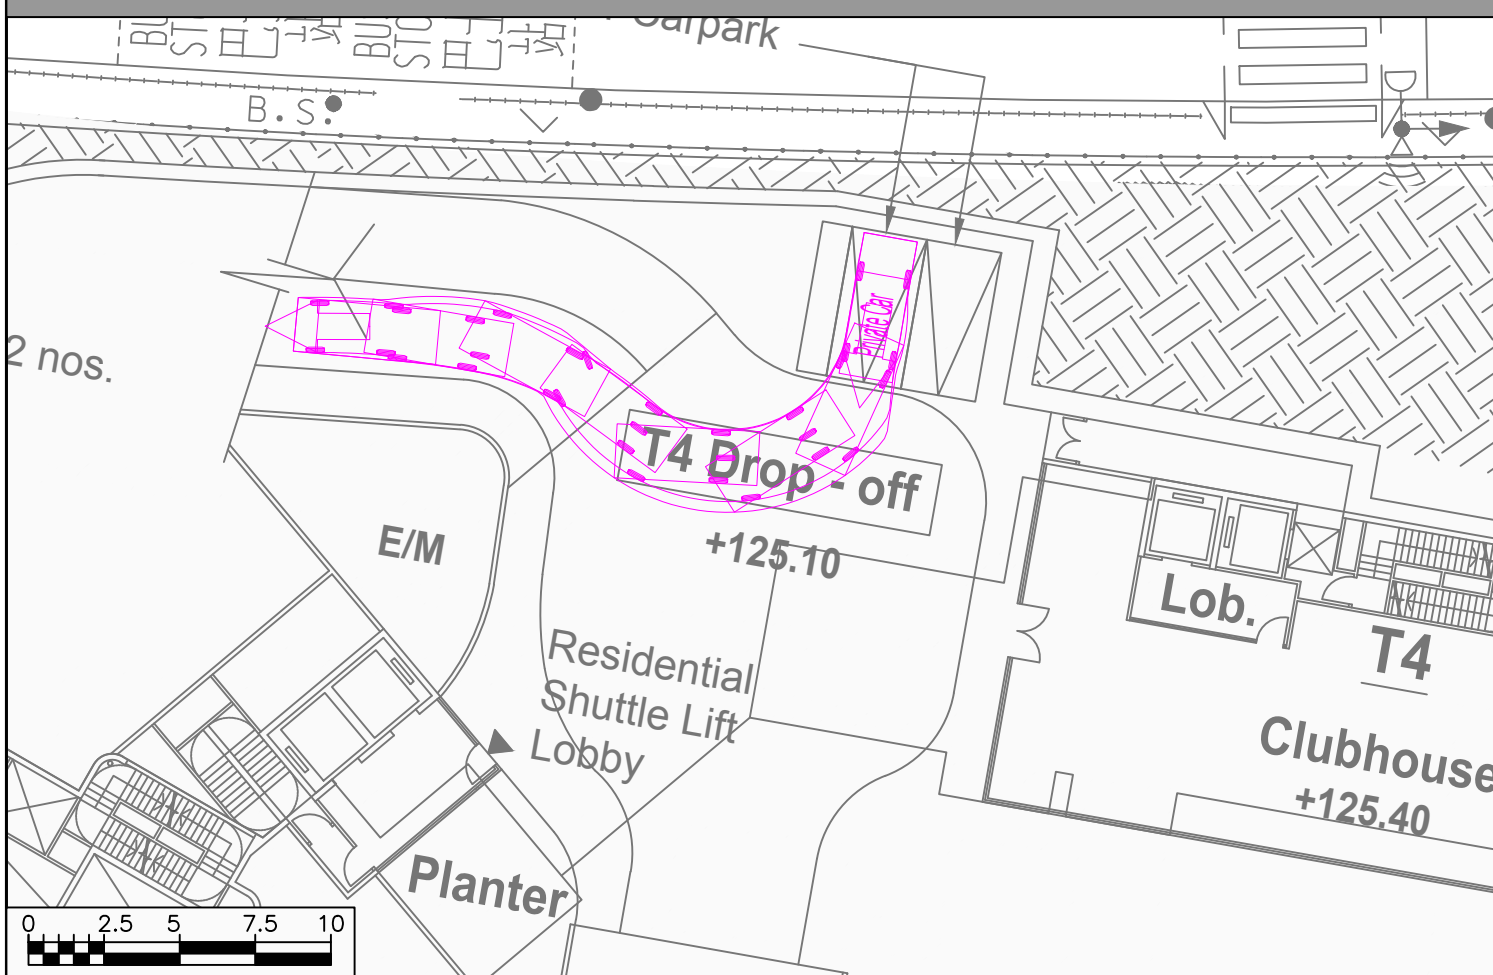 Carpark
B.S.
2 nos.
Private Car
T4 Drop - off
+125.10
E/M
Residential
Shuttle Lift
Lobby
Lob.
T4
Clubhouse
+125.40
Planter
0 2.5 5 7.5 10